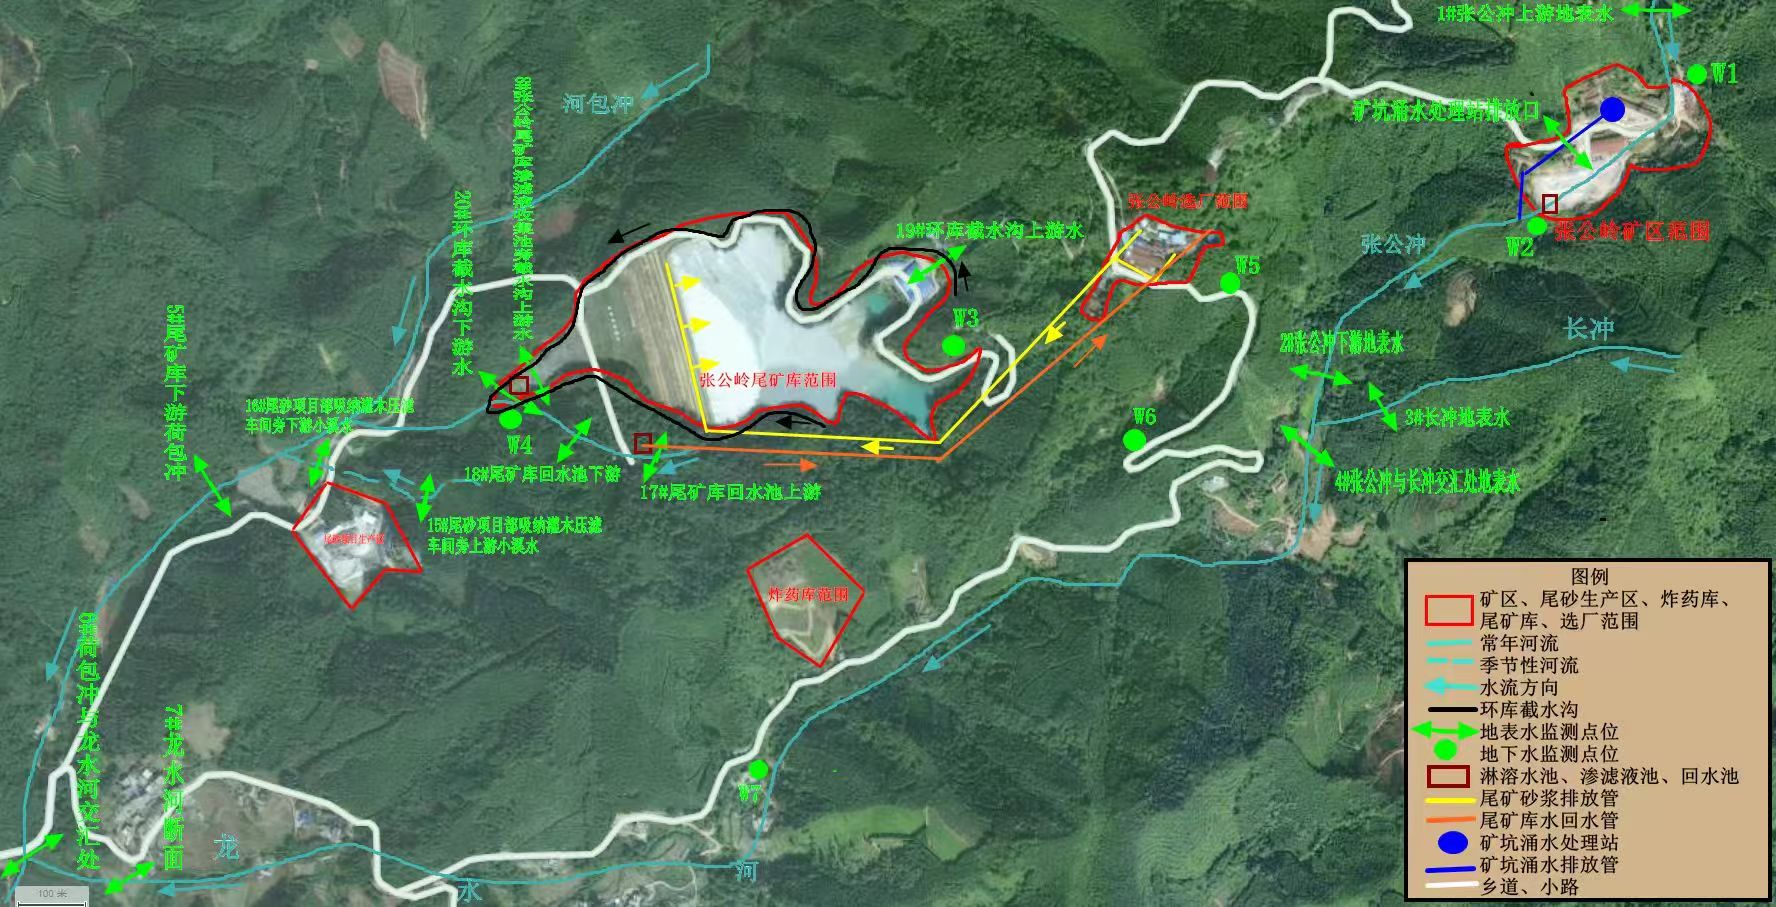 1#张公冲上游地表水
W1
河包冲
矿坑涌水处理站排放口
8#张公岭尾矿库渗滤液收集池旁截水沟上游水
20#环库截水沟下游水
张公岭选厂范围
19#环库截水沟上游水
张公冲
W2
张公岭矿区范围
W5
5#尾矿库下游荷包冲
W3
长冲
2#张公冲下游地表水
张公岭尾矿库范围
16#尾砂项目部吸纳灌木压滤
车间旁下游小溪水
W4
W6
3#长冲地表水
18#尾矿库回水池下游
17#尾矿库回水池上游
4#张公冲与长冲交汇处地表水
15#尾砂项目部吸纳灌木压滤
车间旁上游小溪水
尾砂项目生产区
炸药库范围
6#荷包冲与龙水河交汇处
7#龙水河断面
W7
龙
水
河
100 米
图例
矿区、尾砂生产区、炸药库、
尾矿库、选厂范围
常年河流
季节性河流
水流方向
环库截水沟
地表水监测点位
地下水监测点位
淋溶水池、渗滤液池、回水池
尾矿砂浆排放管
尾矿库水回水管
矿坑涌水处理站
矿坑涌水排放管
乡道、小路